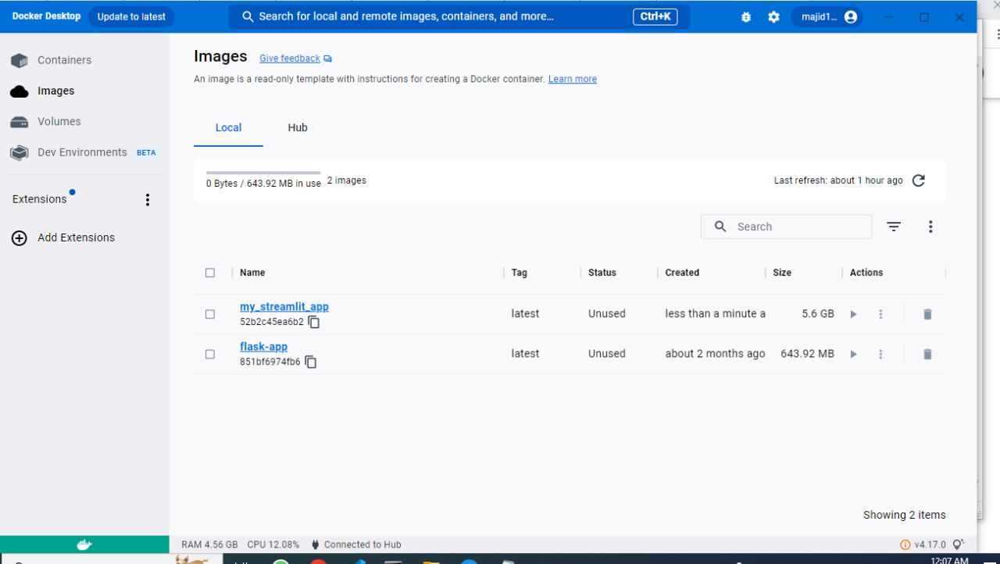 Docker Desktop Update to latest Search for local and remote images, containers, and more... Ctrl+K majid1...
Containers
Images
Volumes
Dev Environments BETA
Extensions
Add Extensions
Images Give feedback
An image is a read-only template with instructions for creating a Docker container. Learn more
Local Hub
0 Bytes / 643.92 MB in use 2 images Last refresh: about 1 hour ago
Search
Name Tag Status Created Size Actions
my_streamlit_app latest Unused less than a minute a 5.6 GB
52b2c45ea6b2
flask-app latest Unused about 2 months ago 643.92 MB
851bf6974fb6
Showing 2 items
RAM 4.56 GB CPU 12.08% Connected to Hub v4.17.0
12:07 AM